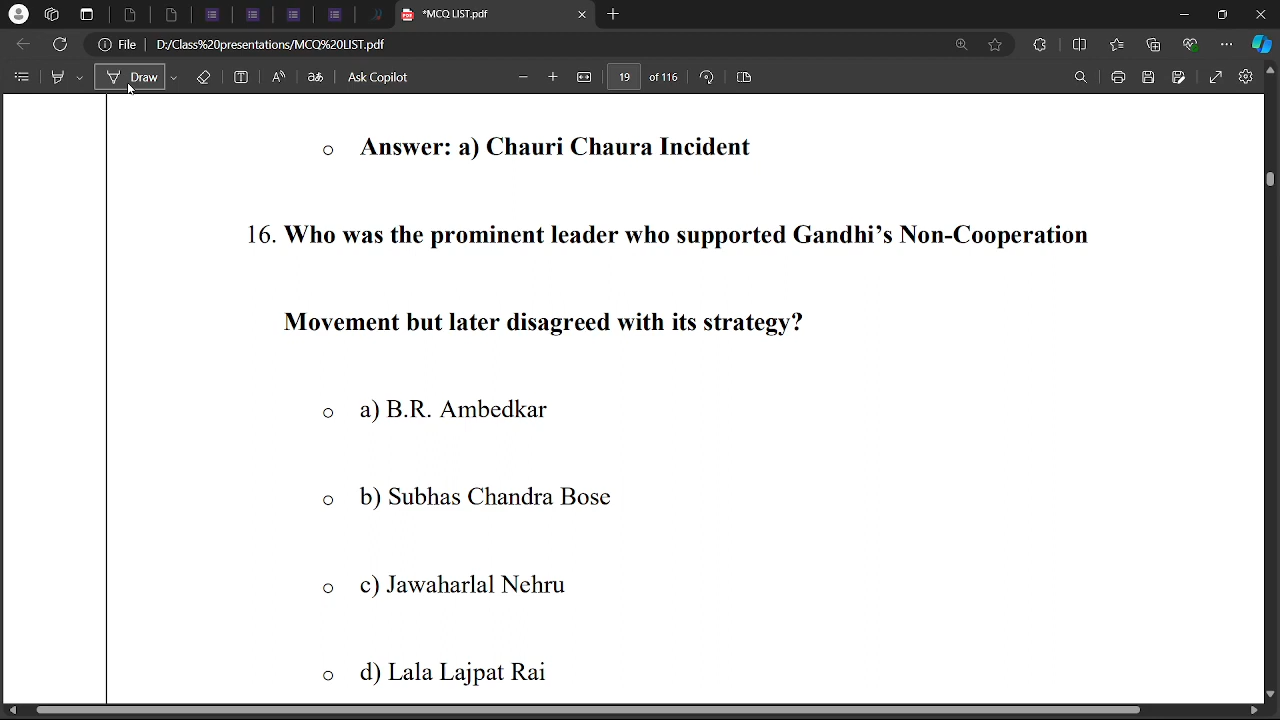 *MCQ LIST.pdf
File D:/Class%20presentations/MCQ%20LIST.pdf
Draw Ask Copilot 19 of 116
Answer: a) Chauri Chaura Incident
16. Who was the prominent leader who supported Gandhi’s Non-Cooperation
Movement but later disagreed with its strategy?
a) B.R. Ambedkar
b) Subhas Chandra Bose
c) Jawaharlal Nehru
d) Lala Lajpat Rai